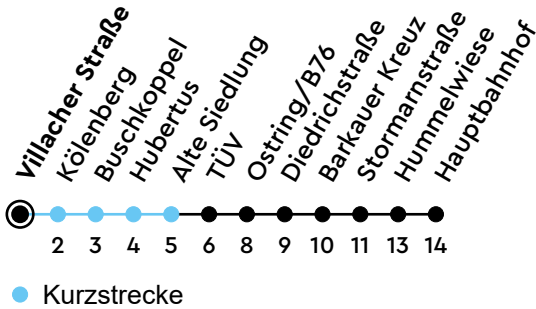 Villacher Straße
Kölenberg
Buschkoppel
Hubertus
Alte Siedlung
TÜV
Ostring/B76
Diedrichstraße
Barkauer Kreuz
Stormarnstraße
Hummelwiese
Hauptbahnhof
2 3 4 5 6 8 9 10 11 13 14
Kurzstrecke